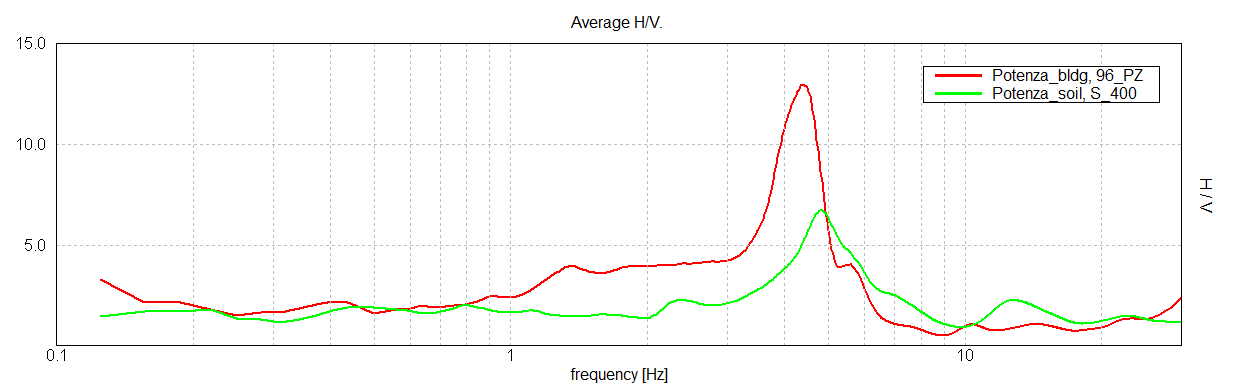 Average H/V.
15.0
Potenza_bldg, 96_PZ
Potenza_soil, S_400
10.0
H / V
5.0
0.1 1 10
frequency [Hz]